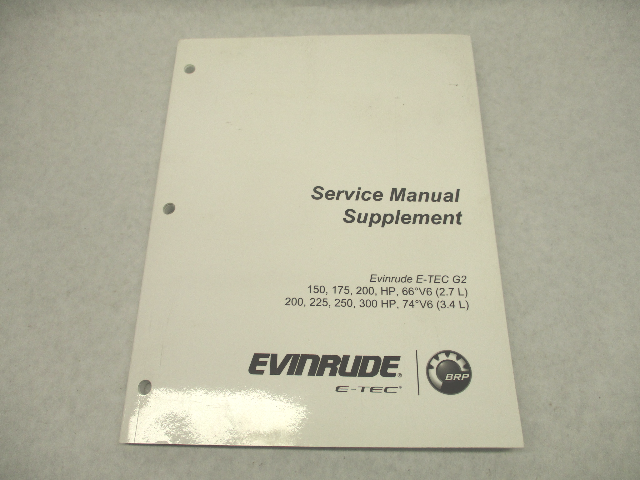 Service Manual
Supplement
Evinrude E-TEC G2
150, 175, 200, HP, 66°V6 (2.7 L)
200, 225, 250, 300 HP, 74°V6 (3.4 L)
EVINRUDE®
E-TEC®
BRP